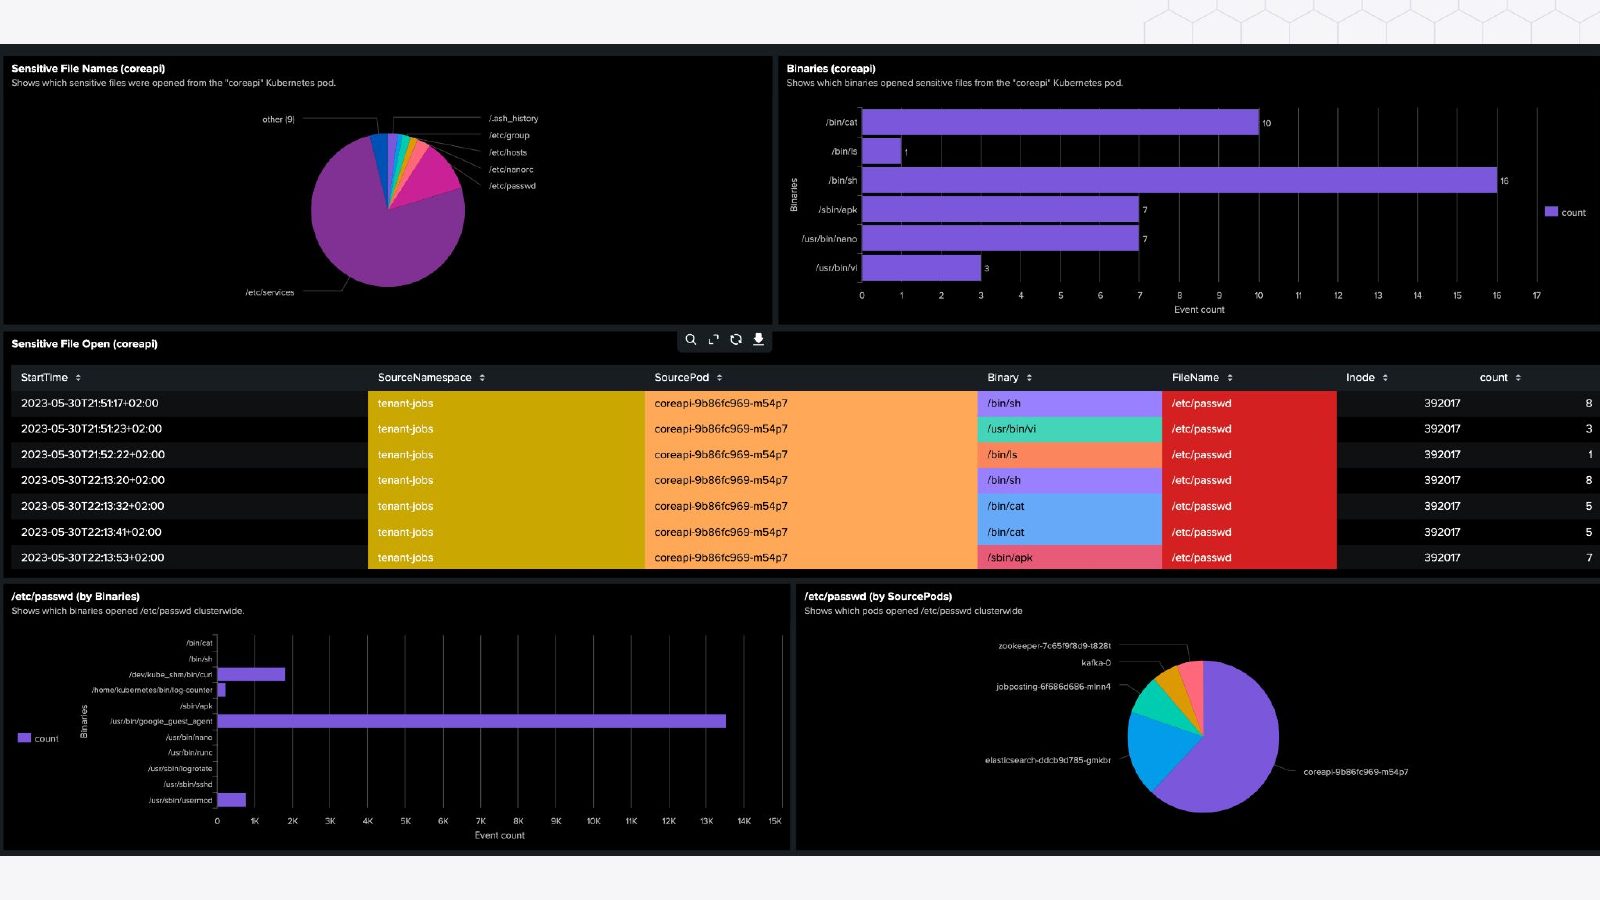 Sensitive File Names (coreapi)
Shows which sensitive files were opened from the "coreapi" Kubernetes pod.
other (9)
/.ash_history
/etc/group
/etc/hosts
/etc/nanorc
/etc/passwd
/etc/services
Binaries (coreapi)
Shows which binaries opened sensitive files from the "coreapi" Kubernetes pod.
Binaries
/bin/cat
10
/bin/ls
1
/bin/sh
16
/sbin/apk
7
/usr/bin/nano
7
/usr/bin/vi
3
0 1 2 3 4 5 6 7 8 9 10 11 12 13 14 15 16 17
Event count
count
Sensitive File Open (coreapi)
StartTime SourceNamespace SourcePod Binary FileName Inode count
2023-05-30T21:51:17+02:00 tenant-jobs coreapi-9b86fc969-m54p7 /bin/sh /etc/passwd 392017 8
2023-05-30T21:51:23+02:00 tenant-jobs coreapi-9b86fc969-m54p7 /usr/bin/vi /etc/passwd 392017 3
2023-05-30T21:52:22+02:00 tenant-jobs coreapi-9b86fc969-m54p7 /bin/ls /etc/passwd 392017 1
2023-05-30T22:13:20+02:00 tenant-jobs coreapi-9b86fc969-m54p7 /bin/sh /etc/passwd 392017 8
2023-05-30T22:13:32+02:00 tenant-jobs coreapi-9b86fc969-m54p7 /bin/cat /etc/passwd 392017 5
2023-05-30T22:13:41+02:00 tenant-jobs coreapi-9b86fc969-m54p7 /bin/cat /etc/passwd 392017 5
2023-05-30T22:13:53+02:00 tenant-jobs coreapi-9b86fc969-m54p7 /sbin/apk /etc/passwd 392017 7
/etc/passwd (by Binaries)
Shows which binaries opened /etc/passwd clusterwide.
count
Binaries
/bin/cat
/bin/sh
/dev/kube_shm/bin/curl
/home/kubernetes/bin/log-counter
/sbin/apk
/usr/bin/google_guest_agent
/usr/bin/nano
/usr/bin/runc
/usr/sbin/logrotate
/usr/sbin/sshd
/usr/sbin/usermod
0 1K 2K 3K 4K 5K 6K 7K 8K 9K 10K 11K 12K 13K 14K 15K
Event count
/etc/passwd (by SourcePods)
Shows which pods opened /etc/passwd clusterwide
zookeeper-7c65f9f8d9-t828t
kafka-0
jobposting-6f686d686-mlnn4
elasticsearch-ddcb9d785-gmkbr
coreapi-9b86fc969-m54p7